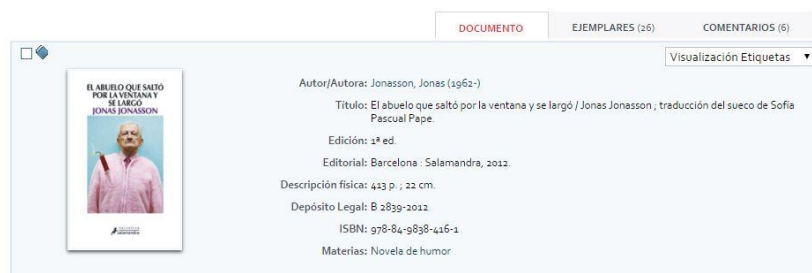 DOCUMENTO
EJEMPLARES (26)
COMENTARIOS (6)
Visualización Etiquetas
EL ABUELO QUE SALTÓ
POR LA VENTANA Y
SE LARGÓ
JONAS JONASSON
salamandra
Autor/Autora: Jonasson, Jonas (1962-)
Título: El abuelo que saltó por la ventana y se largó / Jonas Jonasson ; traducción del sueco de Sofía
Pascual Pape.
Edición: 1ª ed.
Editorial: Barcelona : Salamandra, 2012.
Descripción física: 413 p. ; 22 cm.
Depósito Legal: B 2839-2012
ISBN: 978-84-9838-416-1
Materias: Novela de humor